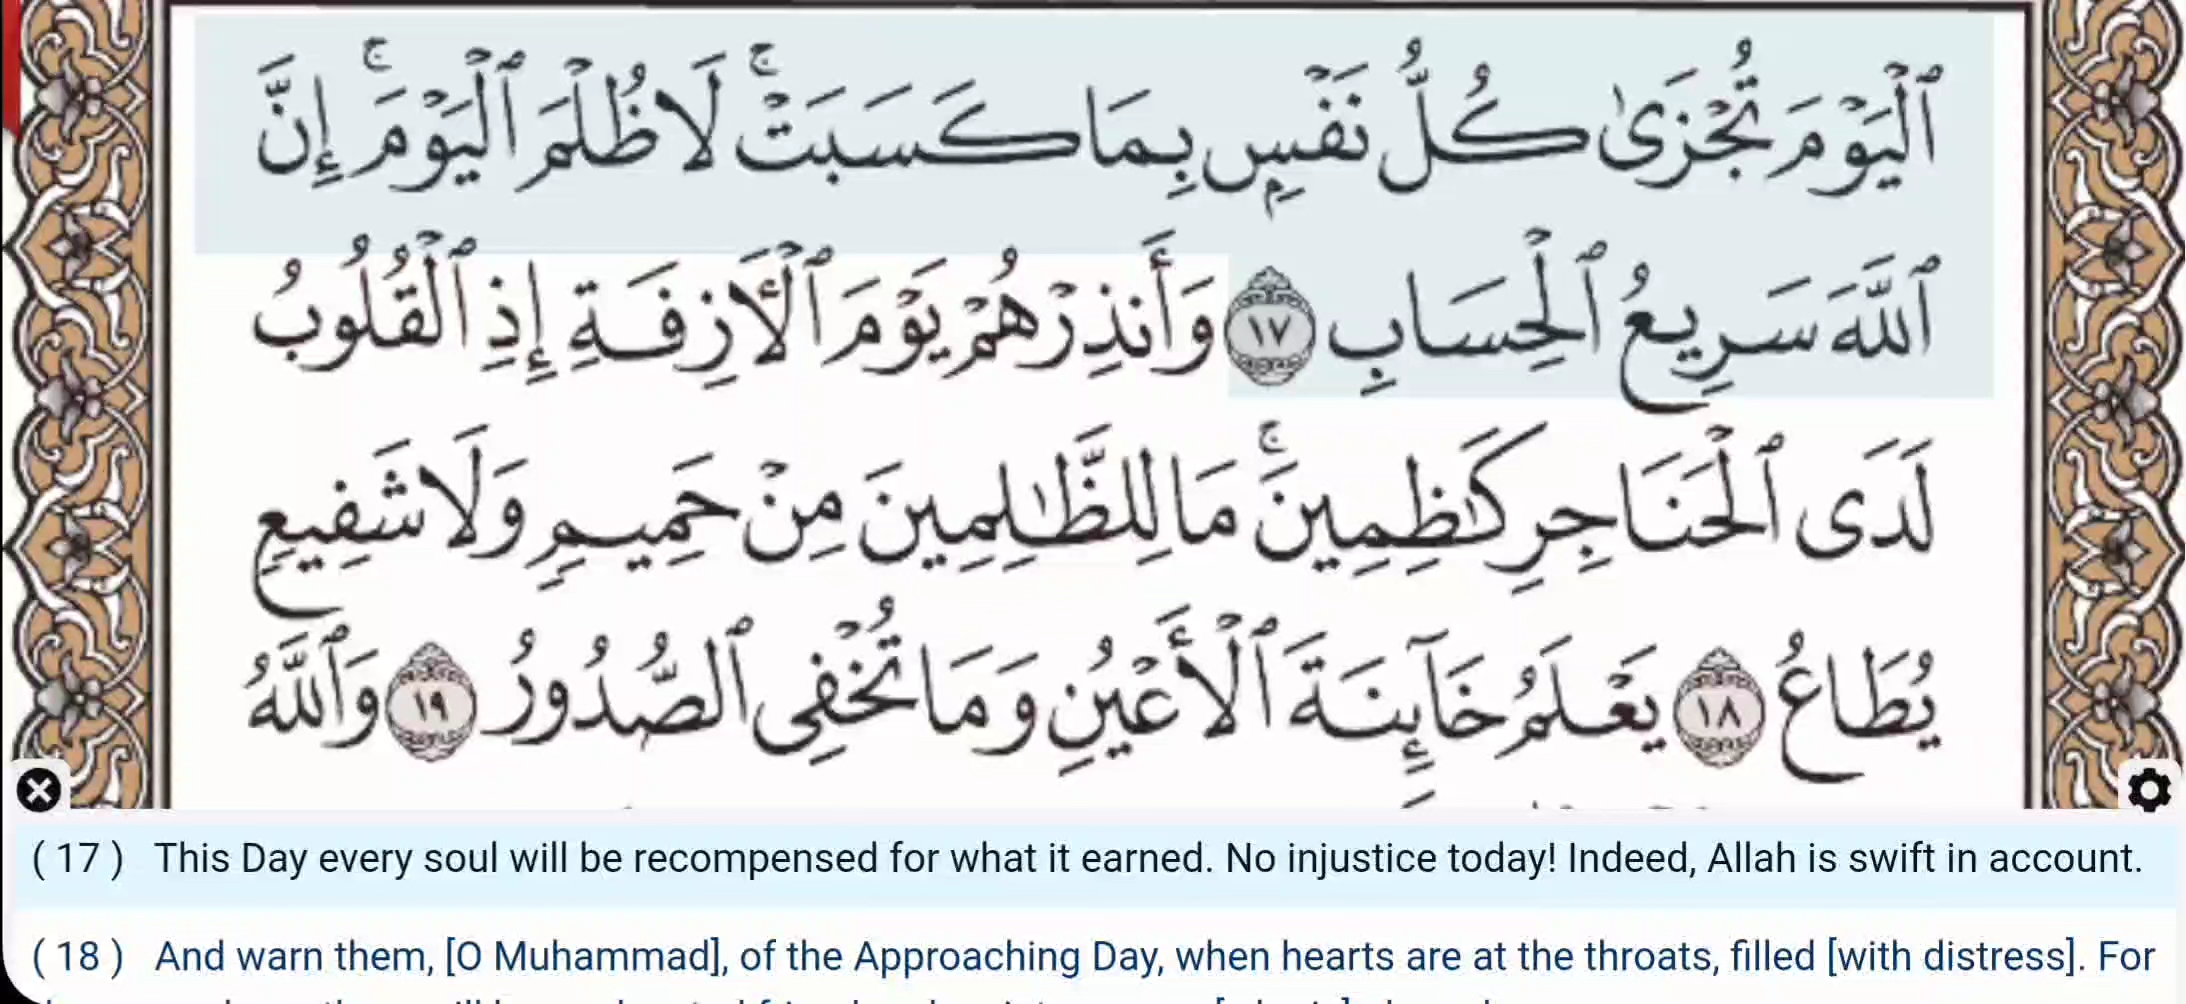 ٱلْيَوْمَ تُجْزَىٰ كُلُّ نَفْسٍۭ بِمَا كَسَبَتْ ۚ لَا ظُلْمَ ٱلْيَوْمَ ۚ إِنَّ
ٱللَّهَ سَرِيعُ ٱلْحِسَابِ ١٧ وَأَنذِرْهُمْ يَوْمَ ٱلْأَزِفَةِ إِذِ ٱلْقُلُوبُ
لَدَى ٱلْحَنَاجِرِ كَٰظِمِينَ ۚ مَا لِلظَّٰلِمِينَ مِنْ حَمِيمٍ وَلَا شَفِيعٍ
يُطَاعُ ١٨ يَعْلَمُ خَآئِنَةَ ٱلْأَعْيُنِ وَمَا تُخْفِى ٱلصُّدُورُ ١٩ وَٱللَّهُ
( 17 ) This Day every soul will be recompensed for what it earned. No injustice today! Indeed, Allah is swift in account.
( 18 ) And warn them, [O Muhammad], of the Approaching Day, when hearts are at the throats, filled [with distress]. For